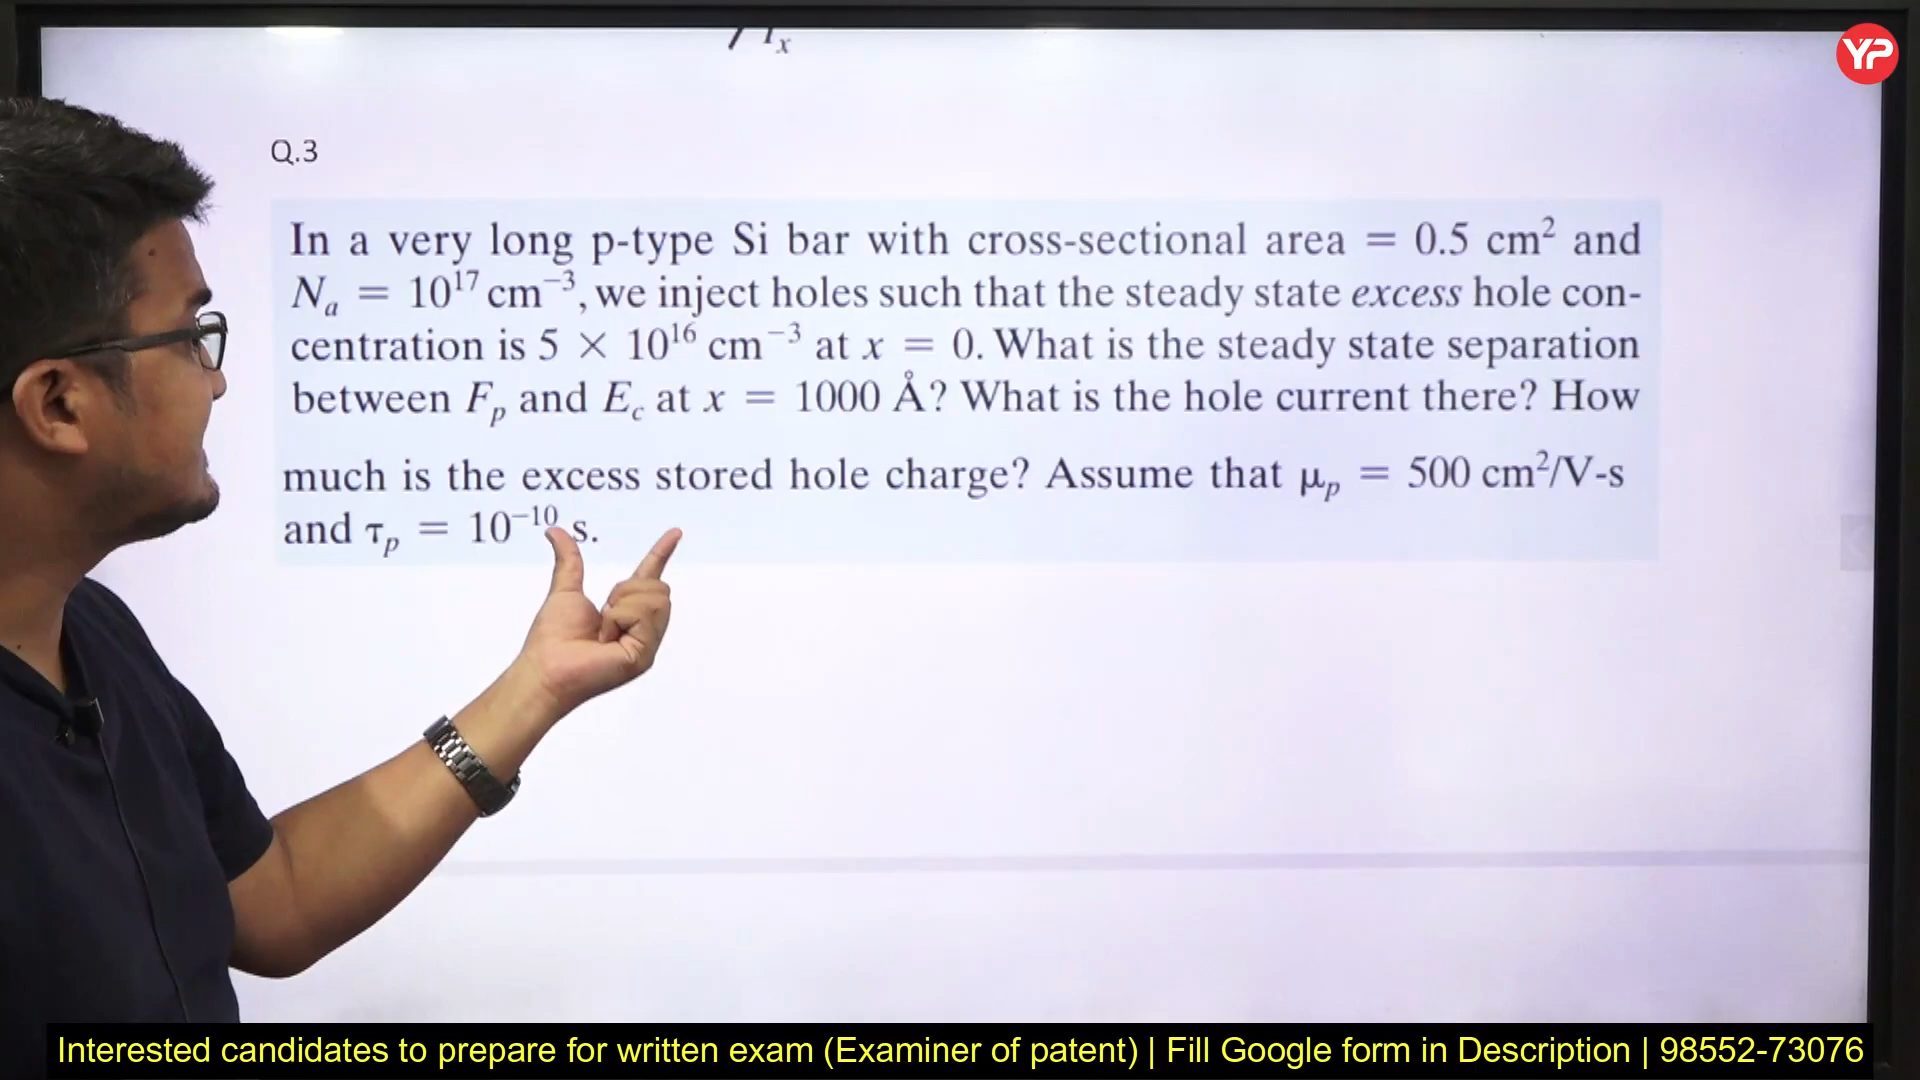 YP
Q.3
In a very long p-type Si bar with cross-sectional area = 0.5 cm² and
Nₐ = 10¹⁷ cm⁻³, we inject holes such that the steady state excess hole con-
centration is 5 × 10¹⁶ cm⁻³ at x = 0. What is the steady state separation
between Fₚ and E꜀ at x = 1000 Å? What is the hole current there? How
much is the excess stored hole charge? Assume that μₚ = 500 cm²/V-s
and τₚ = 10⁻¹⁰ s.
Interested candidates to prepare for written exam (Examiner of patent) | Fill Google form in Description | 98552-73076